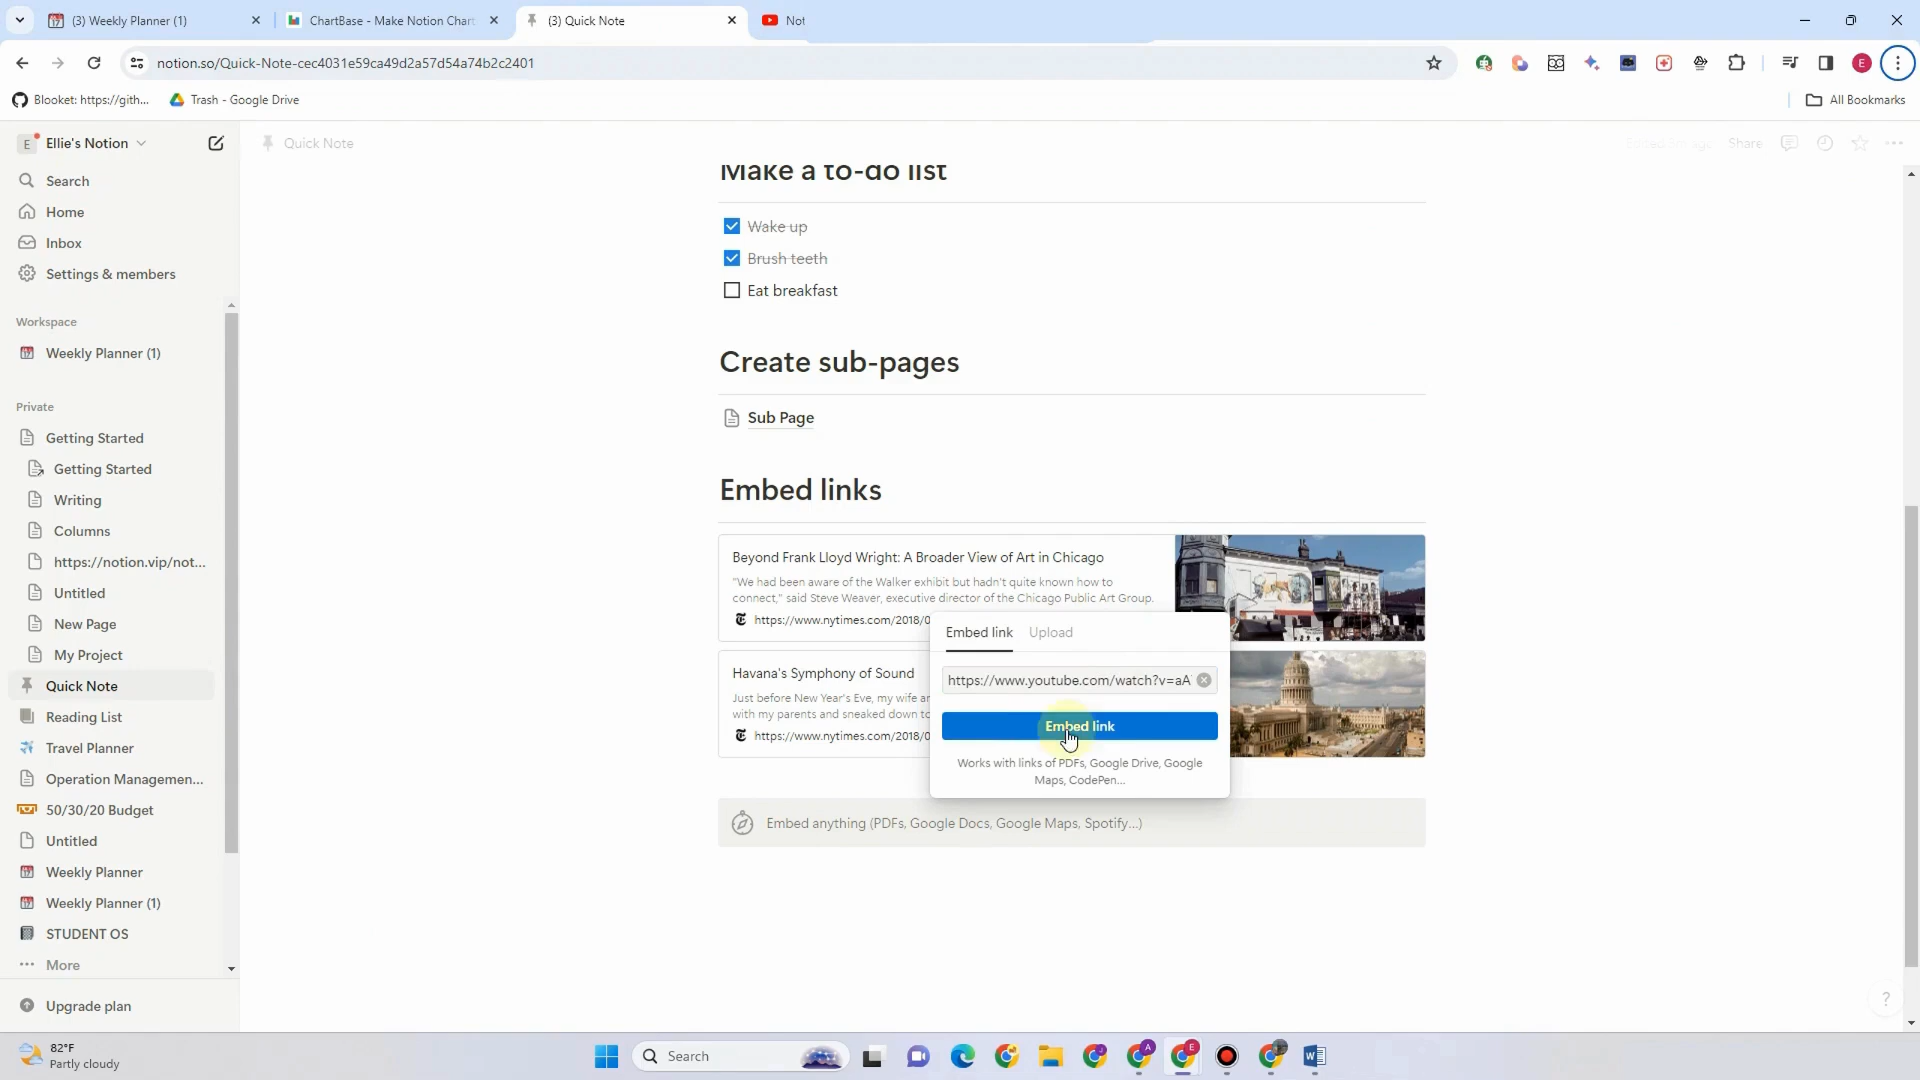 (3) Weekly Planner (1)
ChartBase - Make Notion Chart
(3) Quick Note
Not
notion.so/Quick-Note-cec4031e59ca49d2a57d54a74b2c2401
E
Blooket: https://gith...
Trash - Google Drive
All Bookmarks
E
Ellie's Notion
Quick Note
Share
Search
Home
Inbox
Settings & members
Workspace
Weekly Planner (1)
Private
Getting Started
Getting Started
Writing
Columns
https://notion.vip/not...
Untitled
New Page
My Project
Quick Note
Reading List
Travel Planner
Operation Managemen...
50/30/20 Budget
Untitled
Weekly Planner
Weekly Planner (1)
STUDENT OS
More
Upgrade plan
Make a to-do list
Wake up
Brush teeth
Eat breakfast
Create sub-pages
Sub Page
Embed links
Beyond Frank Lloyd Wright: A Broader View of Art in Chicago
"We had been aware of the Walker exhibit but hadn't quite known how to
connect," said Steve Weaver, executive director of the Chicago Public Art Group.
https://www.nytimes.com/2018/0
Havana's Symphony of Sound
Just before New Year's Eve, my wife an
with my parents and sneaked down to
https://www.nytimes.com/2018/0
Embed link
Upload
https://www.youtube.com/watch?v=aA
Embed link
Works with links of PDFs, Google Drive, Google
Maps, CodePen...
Embed anything (PDFs, Google Docs, Google Maps, Spotify...)
?
82°F
Partly cloudy
Search